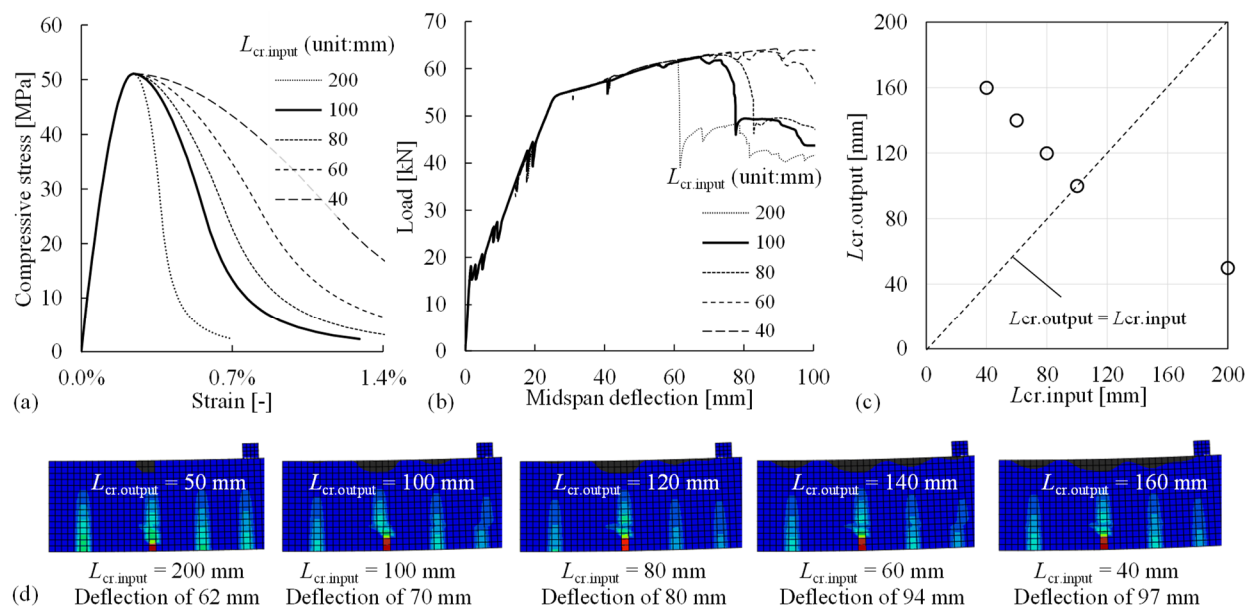 Compressive stress [MPa]
60
50
40
30
20
10
0
0.0%
0.7%
1.4%
Strain [-]
(a)
Lcr.input (unit:mm)
200
100
80
60
40
Load [kN]
70
60
50
40
30
20
10
0
0
20
40
60
80
100
Midspan deflection [mm]
(b)
Lcr.input (unit:mm)
200
100
80
60
40
Lcr.output [mm]
200
160
120
80
40
0
0
40
80
120
160
200
Lcr.input [mm]
(c)
Lcr.output = Lcr.input
Lcr.output = 50 mm
Lcr.output = 100 mm
Lcr.output = 120 mm
Lcr.output = 140 mm
Lcr.output = 160 mm
(d)
Lcr.input = 200 mm
Deflection of 62 mm
Lcr.input = 100 mm
Deflection of 70 mm
Lcr.input = 80 mm
Deflection of 80 mm
Lcr.input = 60 mm
Deflection of 94 mm
Lcr.input = 40 mm
Deflection of 97 mm